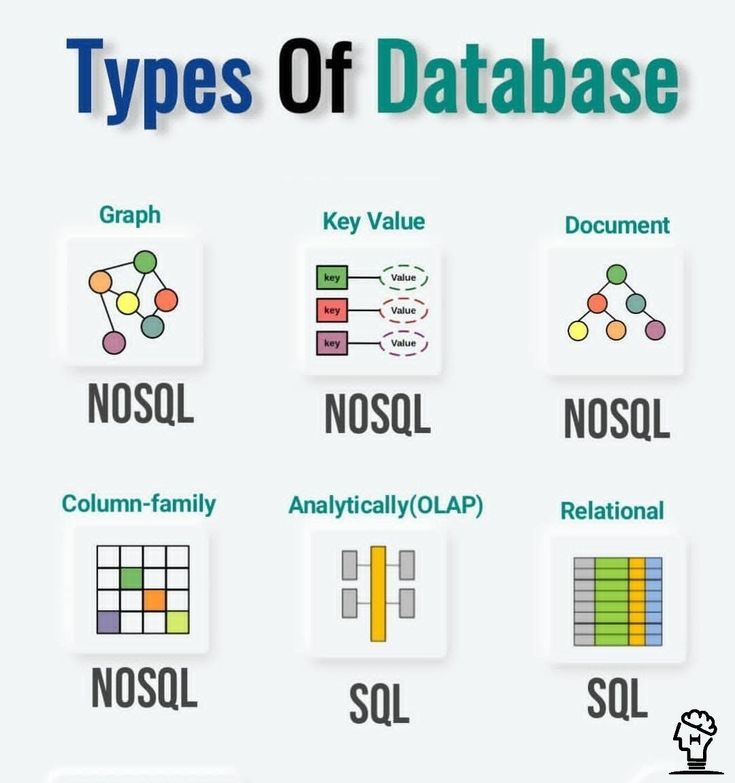 Types Of Database
Graph
Key Value
Document
key
Value
key
Value
key
Value
NOSQL
NOSQL
NOSQL
Column-family
Analytically(OLAP)
Relational
NOSQL
SQL
SQL
H